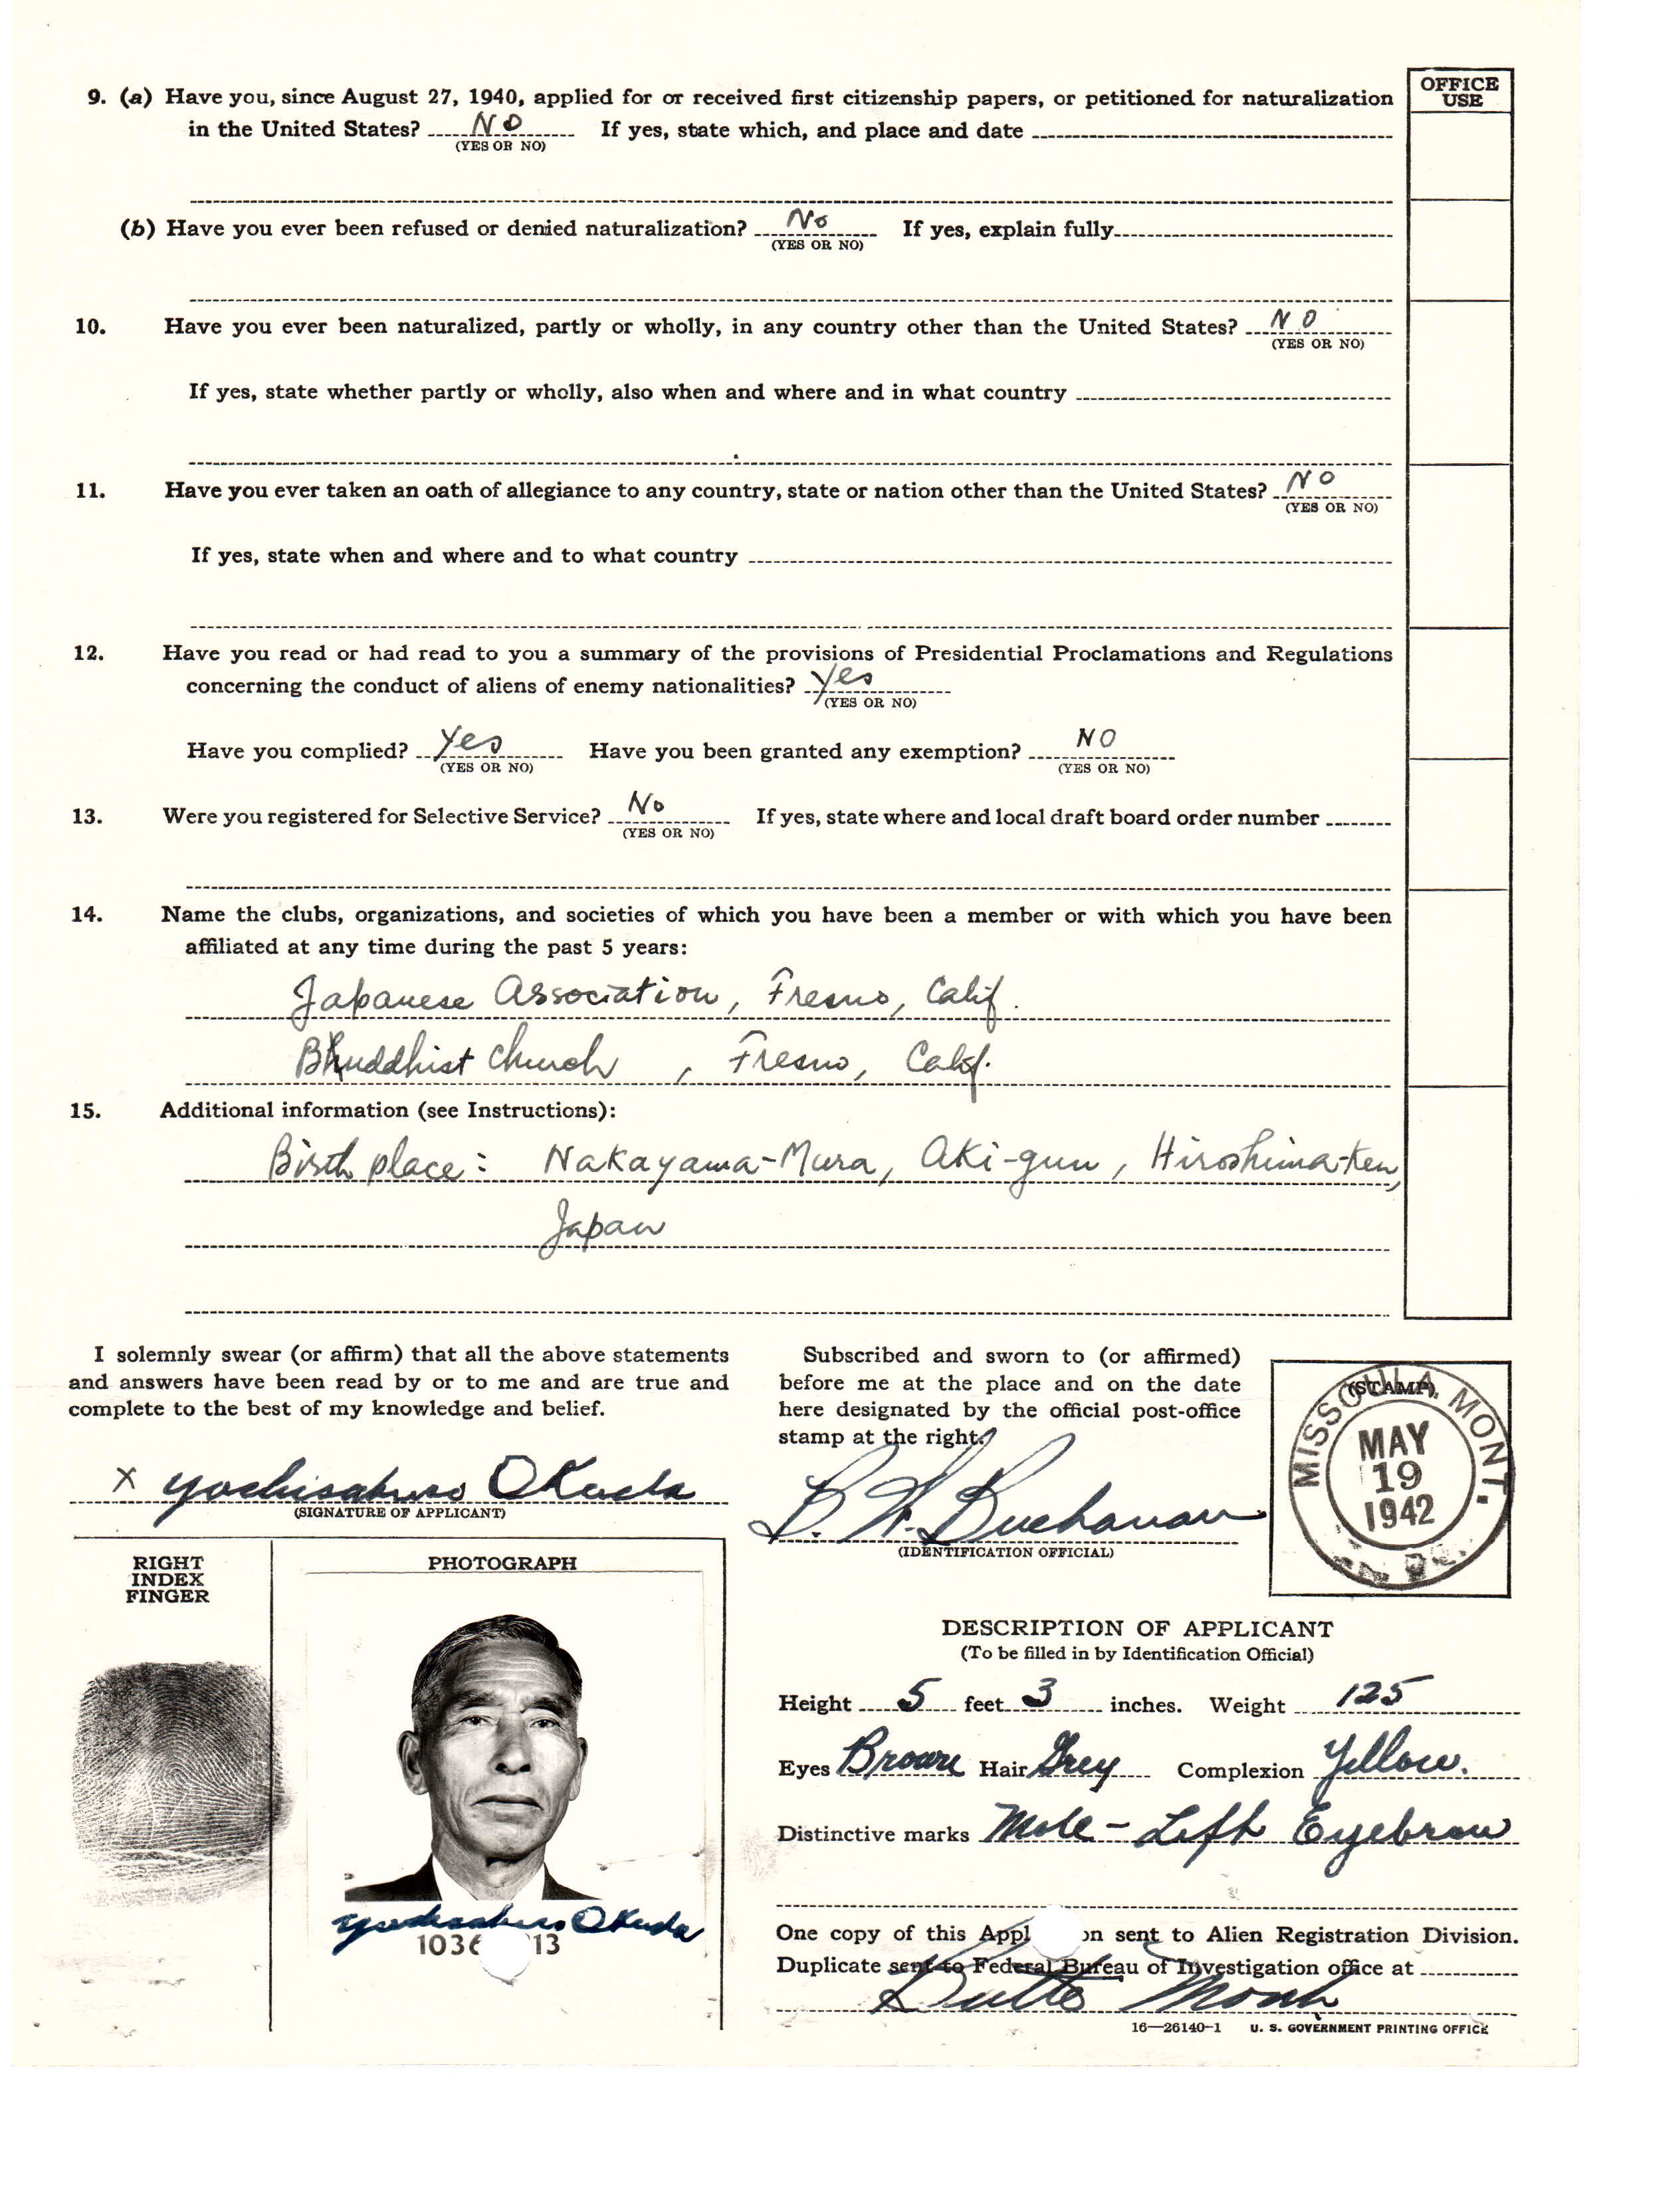 OFFICE
USE
9. (a) Have you, since August 27, 1940, applied for or received first citizenship papers, or petitioned for naturalization
in the United States? No If yes, state which, and place and date
(YES OR NO)
(b) Have you ever been refused or denied naturalization? No If yes, explain fully
(YES OR NO)
10. Have you ever been naturalized, partly or wholly, in any country other than the United States? NO
(YES OR NO)
If yes, state whether partly or wholly, also when and where and in what country
11. Have you ever taken an oath of allegiance to any country, state or nation other than the United States? NO
(YES OR NO)
If yes, state when and where and to what country
12. Have you read or had read to you a summary of the provisions of Presidential Proclamations and Regulations
concerning the conduct of aliens of enemy nationalities? Yes
(YES OR NO)
Have you complied? Yes Have you been granted any exemption? NO
(YES OR NO) (YES OR NO)
13. Were you registered for Selective Service? No If yes, state where and local draft board order number
(YES OR NO)
14. Name the clubs, organizations, and societies of which you have been a member or with which you have been
affiliated at any time during the past 5 years:
Japanese Association, Fresno, Calif.
Bhuddhist Church, Fresno, Calif.
15. Additional information (see Instructions):
Birth place: Nakayama-Mura, Aki-gun, Hiroshima-ken,
Japan
I solemnly swear (or affirm) that all the above statements
and answers have been read by or to me and are true and
complete to the best of my knowledge and belief.
X Yoshisaburo Okuda
(SIGNATURE OF APPLICANT)
Subscribed and sworn to (or affirmed)
before me at the place and on the date
here designated by the official post-office
stamp at the right.
B. W. Buchanan
(IDENTIFICATION OFFICIAL)
(STAMP)
MISSOULA, MONT.
MAY
19
1942
RIGHT
INDEX
FINGER
PHOTOGRAPH
Yoshisaburo Okuda
1036 13
DESCRIPTION OF APPLICANT
(To be filled in by Identification Official)
Height 5 feet 3 inches. Weight 125
Eyes Brown Hair Grey Complexion Yellow.
Distinctive marks Mole - Left Eyebrow
One copy of this Appl on sent to Alien Registration Division.
Duplicate sent to Federal Bureau of Investigation office at
Butte Mont
16—26140-1 U. S. GOVERNMENT PRINTING OFFICE